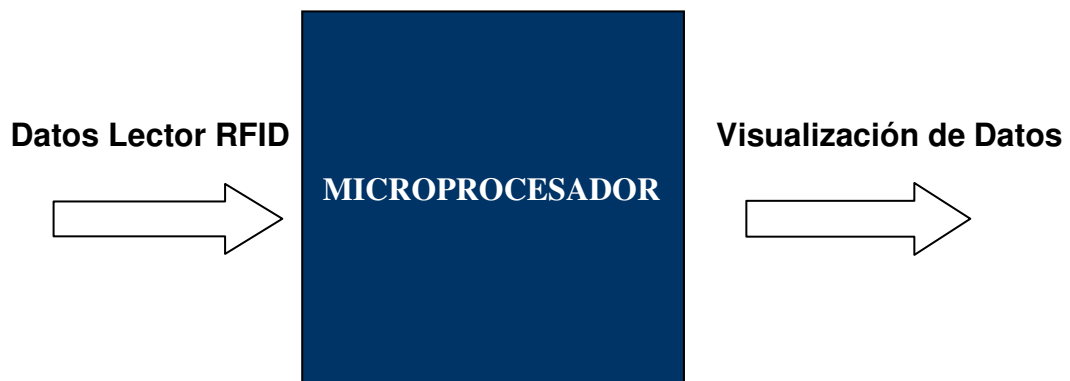 Datos Lector RFID
MICROPROCESADOR
Visualización de Datos